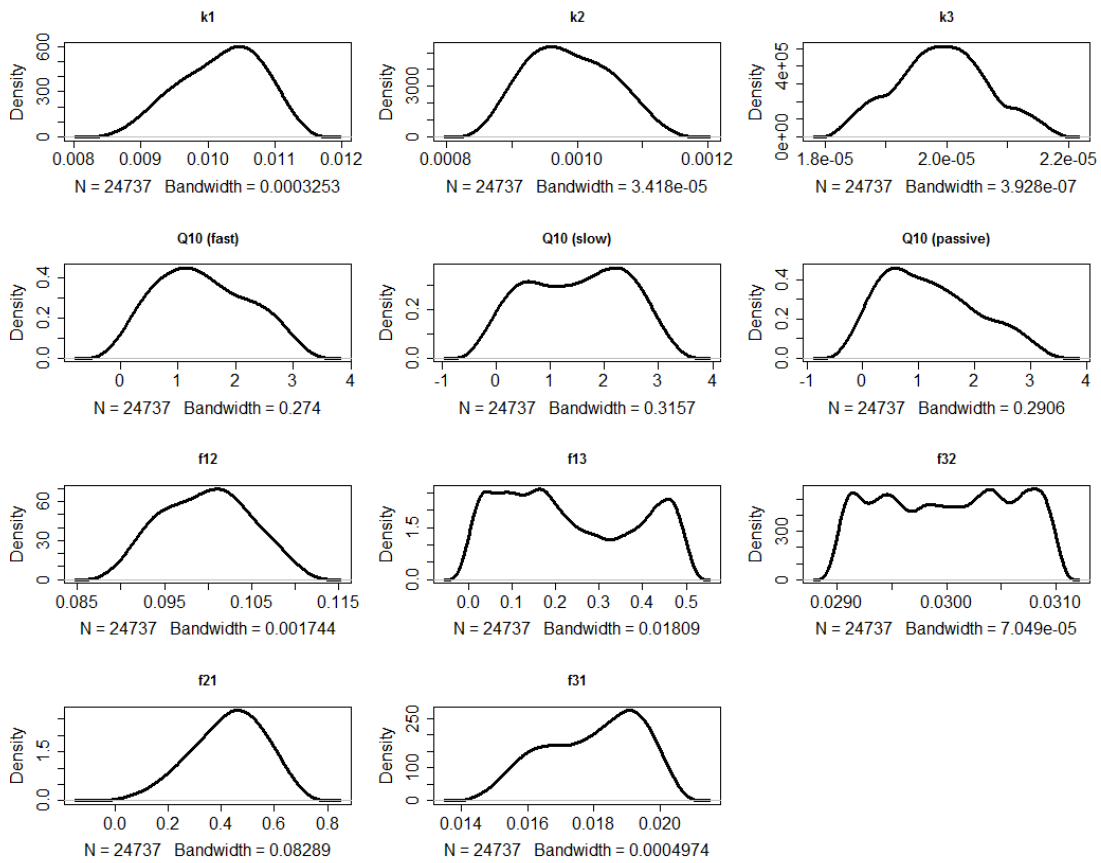 k1
Density
0
300
600
0.008 0.009 0.010 0.011 0.012
N = 24737 Bandwidth = 0.0003253
k2
Density
0
3000
0.0008 0.0010 0.0012
N = 24737 Bandwidth = 3.418e-05
k3
Density
0e+00
4e+05
1.8e-05 2.0e-05 2.2e-05
N = 24737 Bandwidth = 3.928e-07
Q10 (fast)
Density
0.0
0.2
0.4
0 1 2 3 4
N = 24737 Bandwidth = 0.274
Q10 (slow)
Density
0.0
0.2
-1 0 1 2 3 4
N = 24737 Bandwidth = 0.3157
Q10 (passive)
Density
0.0
0.2
0.4
-1 0 1 2 3 4
N = 24737 Bandwidth = 0.2906
f12
Density
0
30
60
0.085 0.095 0.105 0.115
N = 24737 Bandwidth = 0.001744
f13
Density
0.0
1.5
0.0 0.1 0.2 0.3 0.4 0.5
N = 24737 Bandwidth = 0.01809
f32
Density
0
300
0.0290 0.0300 0.0310
N = 24737 Bandwidth = 7.049e-05
f21
Density
0.0
1.5
0.0 0.2 0.4 0.6 0.8
N = 24737 Bandwidth = 0.08289
f31
Density
0
100
250
0.014 0.016 0.018 0.020
N = 24737 Bandwidth = 0.0004974